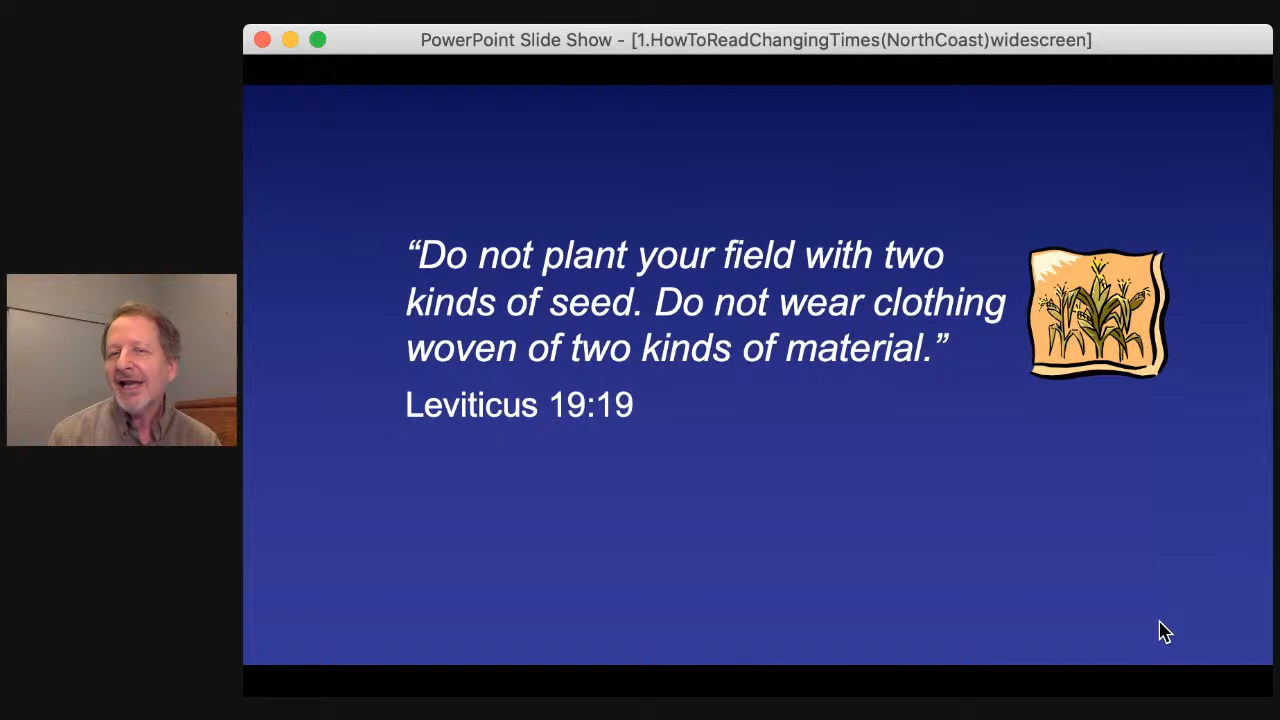 PowerPoint Slide Show - [1.HowToReadChangingTimes(NorthCoast)widescreen]
“Do not plant your field with two
kinds of seed. Do not wear clothing
woven of two kinds of material.”
Leviticus 19:19